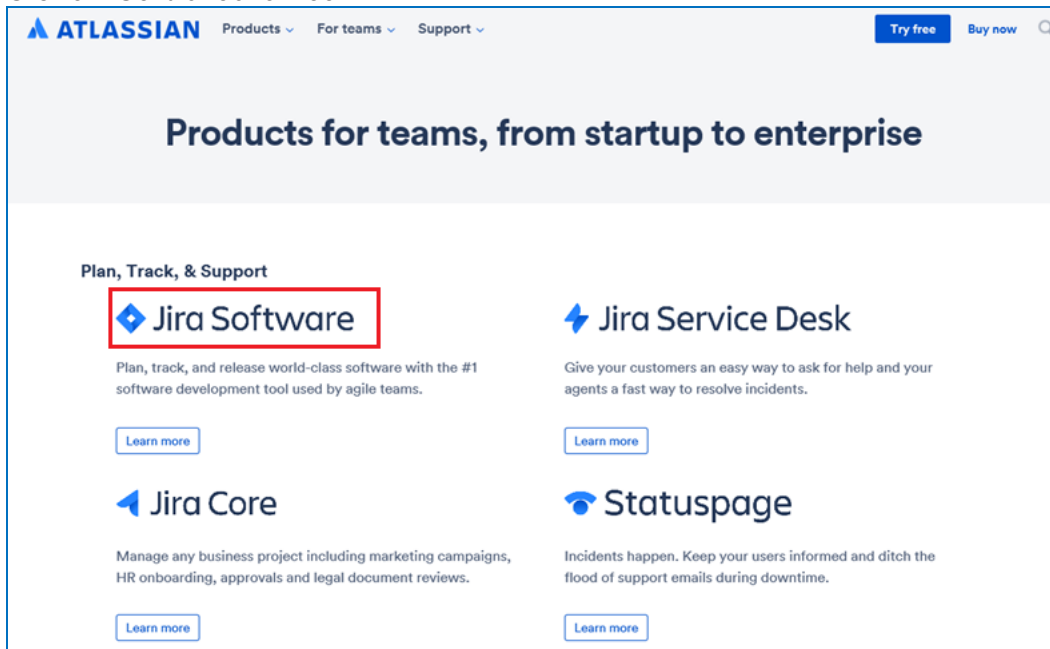 ATLASSIAN Products For teams Support Try free Buy now
Products for teams, from startup to enterprise
Plan, Track, & Support
Jira Software
Plan, track, and release world-class software with the #1
software development tool used by agile teams.
Learn more
Jira Service Desk
Give your customers an easy way to ask for help and your
agents a fast way to resolve incidents.
Learn more
Jira Core
Manage any business project including marketing campaigns,
HR onboarding, approvals and legal document reviews.
Learn more
Statuspage
Incidents happen. Keep your users informed and ditch the
flood of support emails during downtime.
Learn more